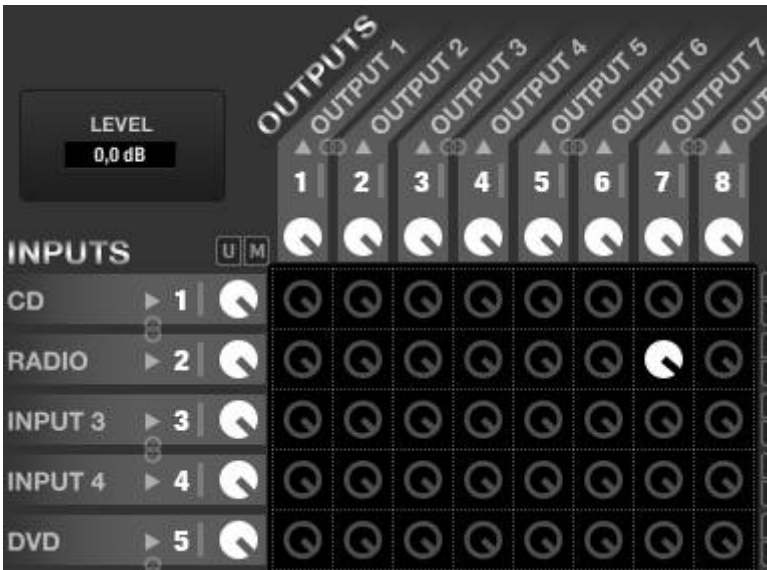 OUTPUTS
OUTPUT 1
OUTPUT 2
OUTPUT 3
OUTPUT 4
OUTPUT 5
OUTPUT 6
OUTPUT 7
LEVEL
0,0 dB
1 2 3 4 5 6 7 8
INPUTS U M
CD 1
RADIO 2
INPUT 3 3
INPUT 4 4
DVD 5